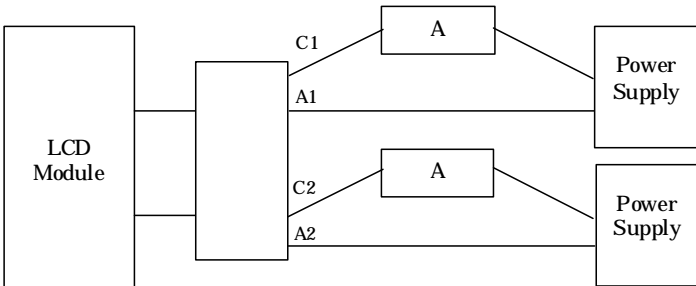 C1
A
Power
Supply
A1
LCD
Module
C2
A
Power
Supply
A2